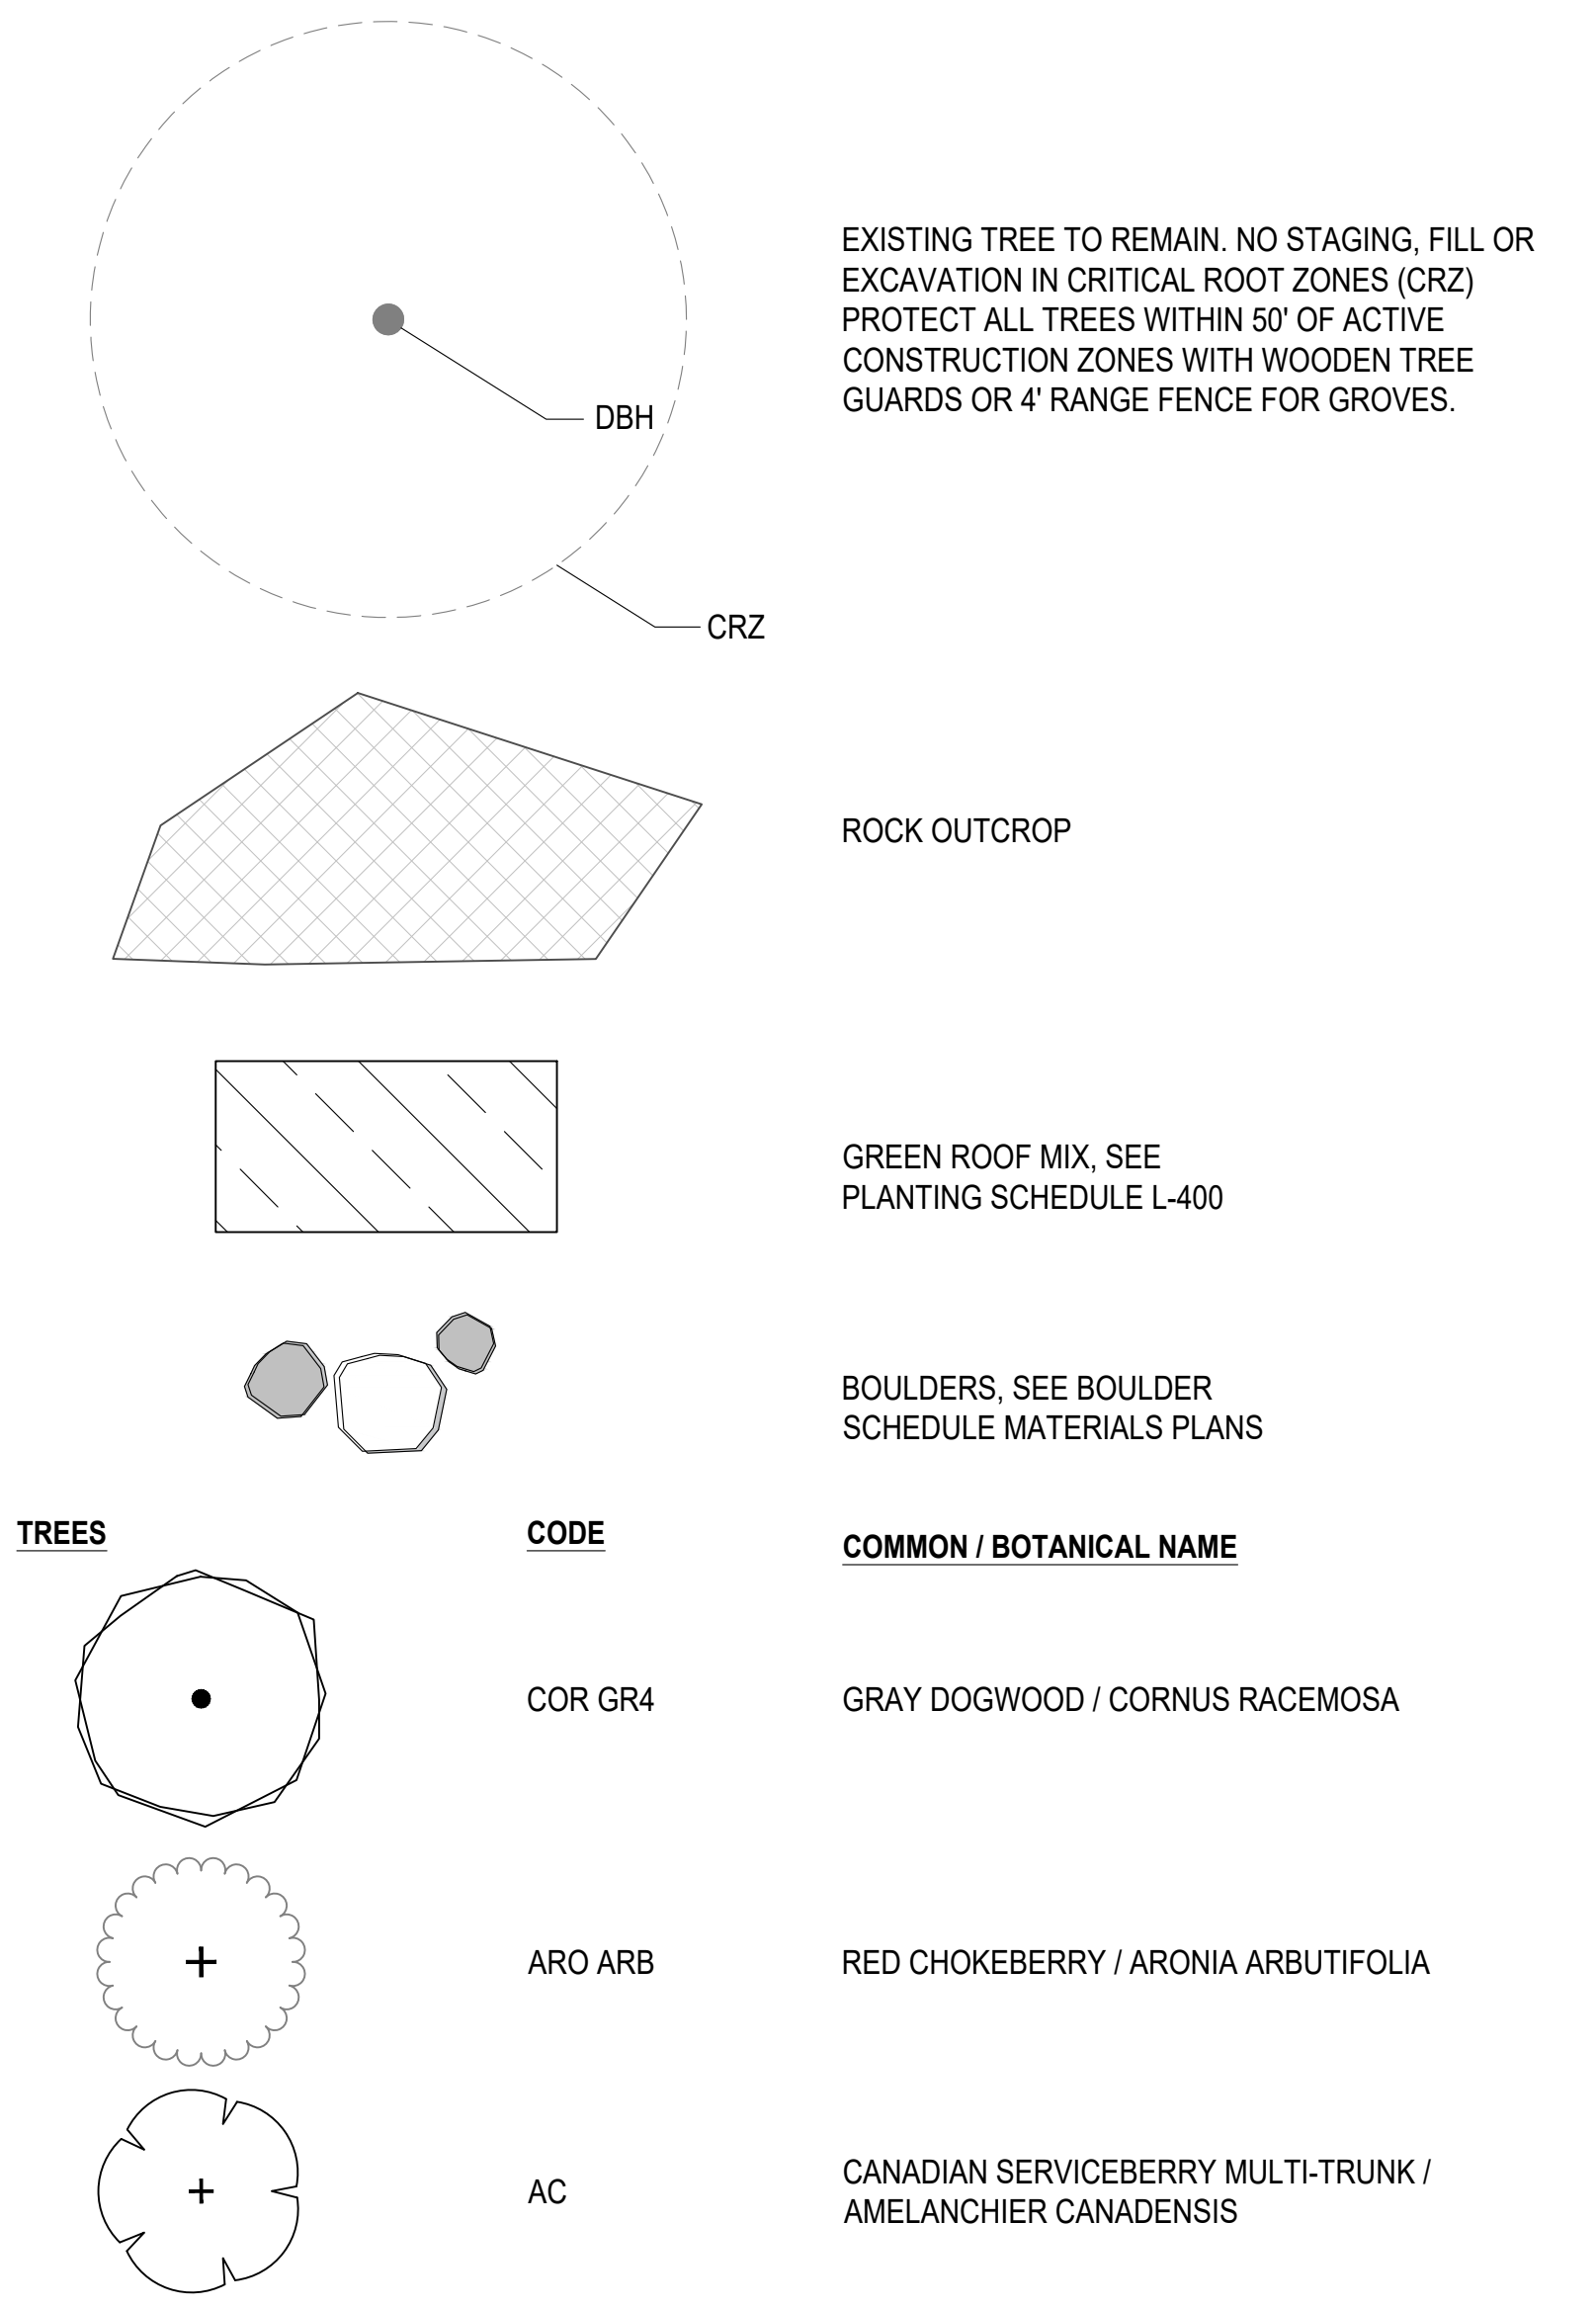 EXISTING TREE TO REMAIN. NO STAGING, FILL OR
EXCAVATION IN CRITICAL ROOT ZONES (CRZ)
PROTECT ALL TREES WITHIN 50' OF ACTIVE
CONSTRUCTION ZONES WITH WOODEN TREE
GUARDS OR 4' RANGE FENCE FOR GROVES.
DBH
CRZ
ROCK OUTCROP
GREEN ROOF MIX, SEE
PLANTING SCHEDULE L-400
BOULDERS, SEE BOULDER
SCHEDULE MATERIALS PLANS
TREES CODE COMMON / BOTANICAL NAME
COR GR4 GRAY DOGWOOD / CORNUS RACEMOSA
ARO ARB RED CHOKEBERRY / ARONIA ARBUTIFOLIA
AC CANADIAN SERVICEBERRY MULTI-TRUNK /
AMELANCHIER CANADENSIS